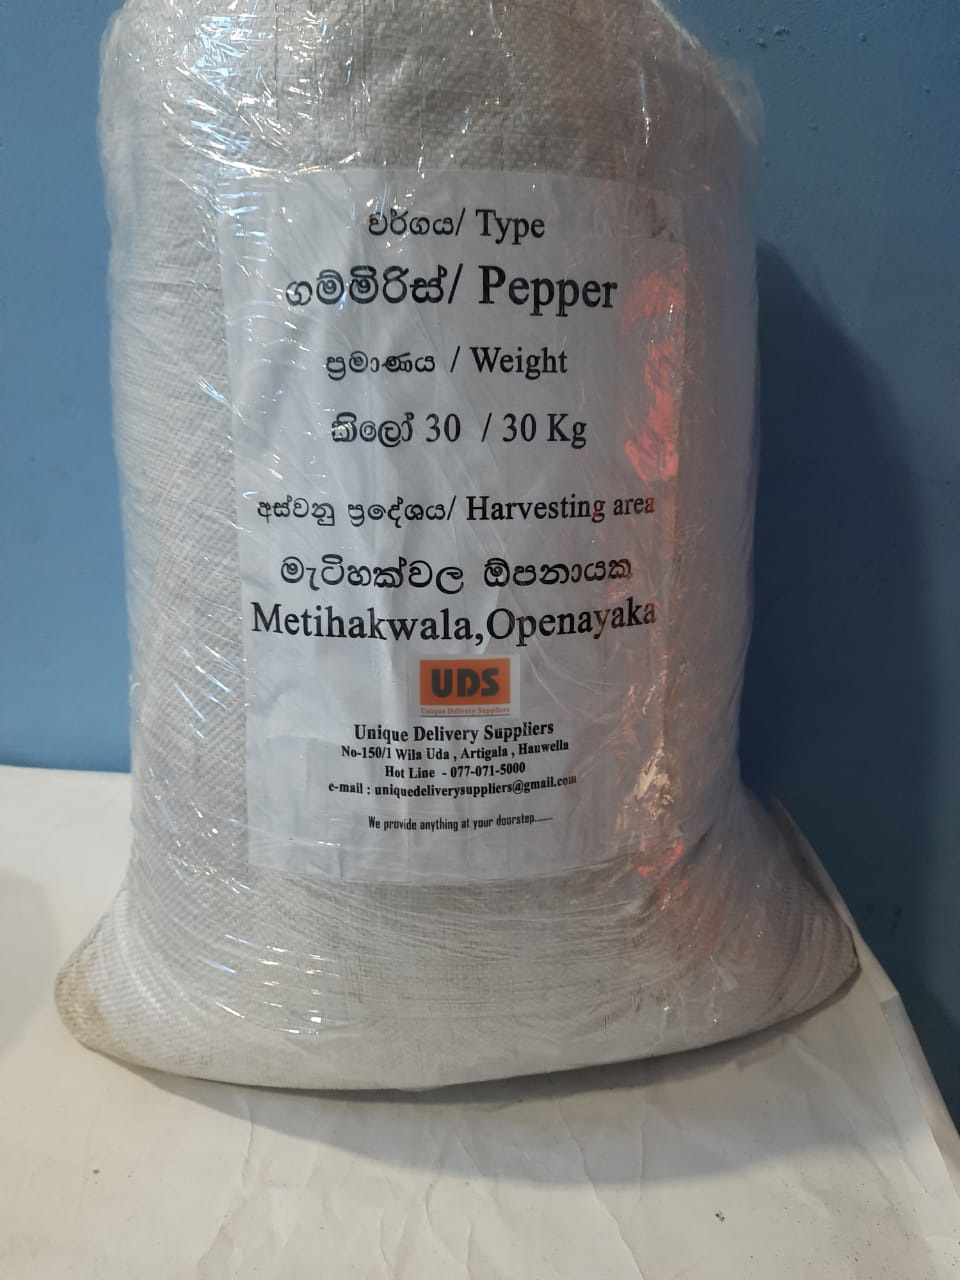 වර්ගය/ Type
ගම්මිරිස්/ Pepper
ප්‍රමාණය / Weight
කිලෝ 30 / 30 Kg
අස්වනු ප්‍රදේශය/ Harvesting area
මැටිහක්වල ඕපනායක
Metihakwala,Openayaka
UDS
Unique Delivery Suppliers
Unique Delivery Suppliers
No-150/1 Wila Uda , Artigala , Hanwella
Hot Line - 077-071-5000
e-mail : uniquedeliverysuppliers@gmail.com
We provide anything at your doorstep........